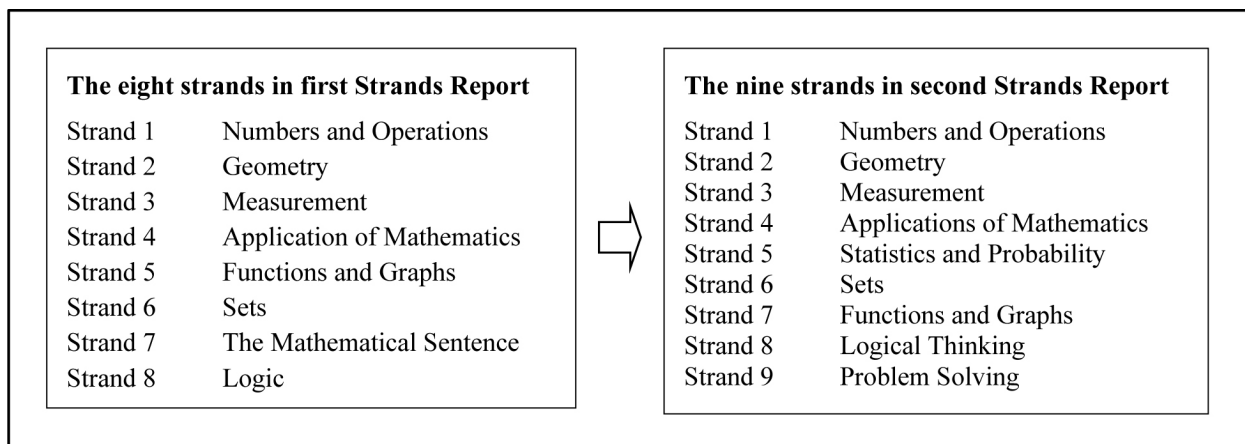 The eight strands in first Strands Report
Strand 1 Numbers and Operations
Strand 2 Geometry
Strand 3 Measurement
Strand 4 Application of Mathematics
Strand 5 Functions and Graphs
Strand 6 Sets
Strand 7 The Mathematical Sentence
Strand 8 Logic
The nine strands in second Strands Report
Strand 1 Numbers and Operations
Strand 2 Geometry
Strand 3 Measurement
Strand 4 Applications of Mathematics
Strand 5 Statistics and Probability
Strand 6 Sets
Strand 7 Functions and Graphs
Strand 8 Logical Thinking
Strand 9 Problem Solving